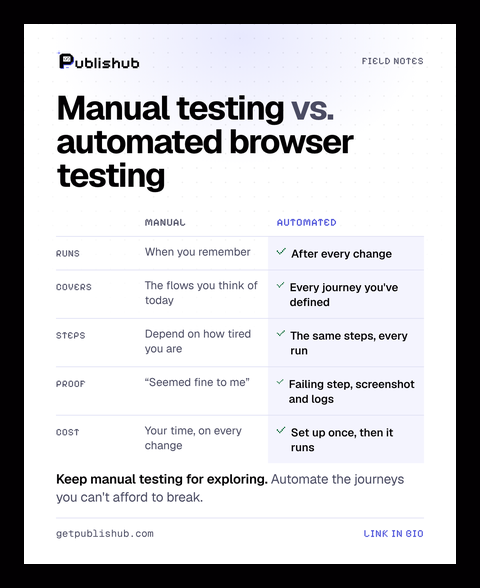 Publishub
FIELD NOTES
Manual testing vs.
automated browser
testing
MANUAL
AUTOMATED
RUNS
When you remember
After every change
COVERS
The flows you think of
today
Every journey you've
defined
STEPS
Depend on how tired
you are
The same steps, every
run
PROOF
“Seemed fine to me”
Failing step, screenshot
and logs
COST
Your time, on every
change
Set up once, then it
runs
Keep manual testing for exploring. Automate the journeys
you can't afford to break.
getpublishub.com
LINK IN BIO